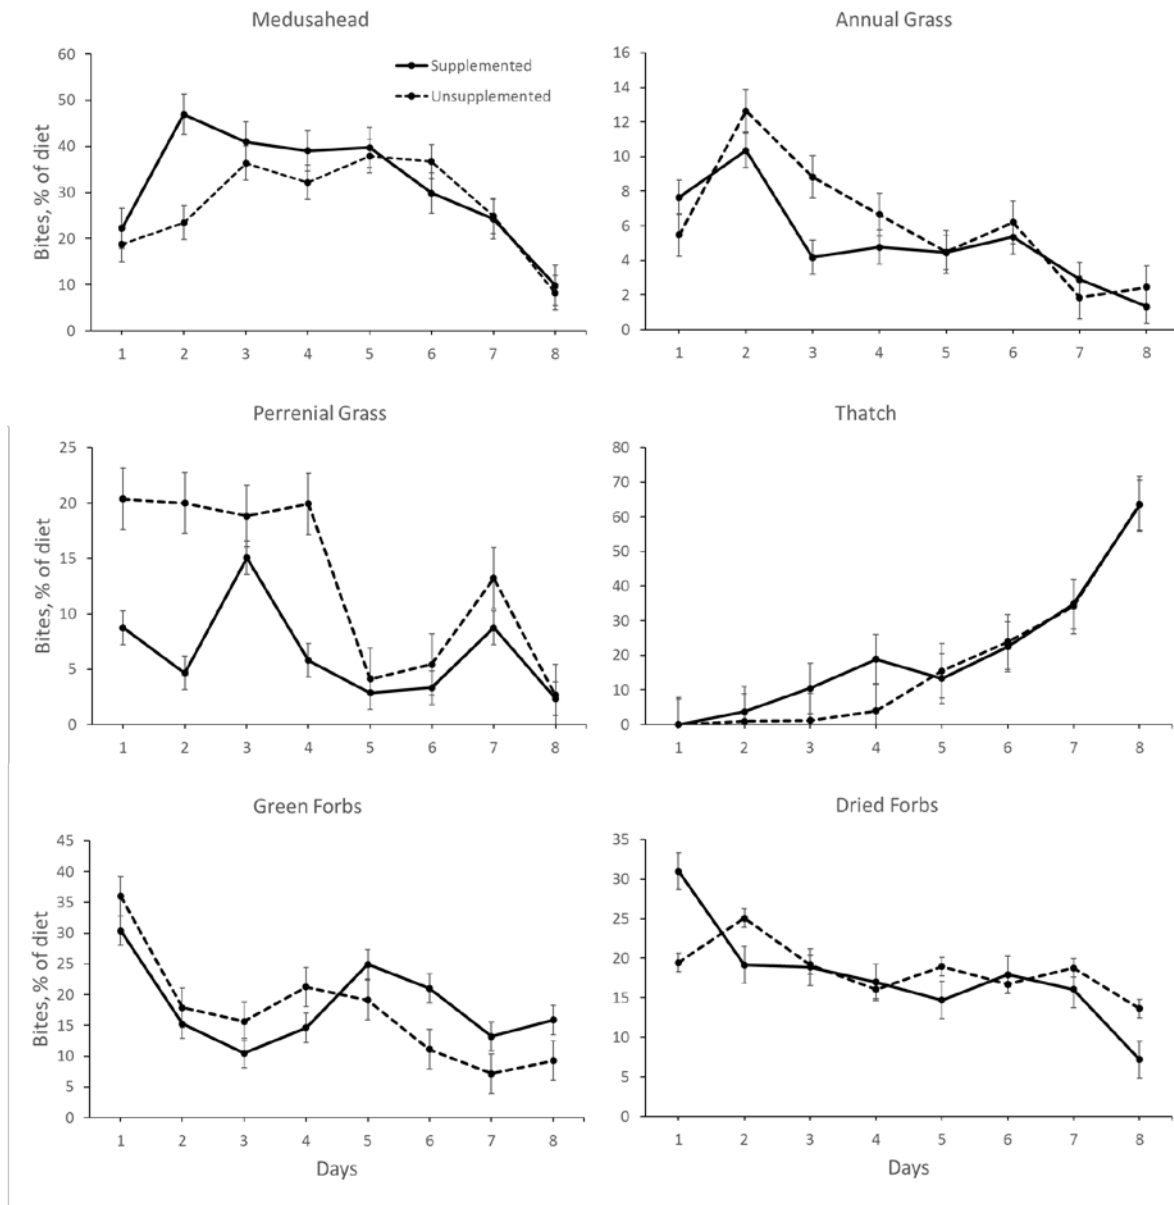 Medusahead
Bites, % of diet
60
50
40
30
20
10
0
Supplemented
Unsupplemented
1 2 3 4 5 6 7 8
Annual Grass
16
14
12
10
8
6
4
2
0
1 2 3 4 5 6 7 8
Perrenial Grass
Bites, % of diet
25
20
15
10
5
0
1 2 3 4 5 6 7 8
Thatch
80
70
60
50
40
30
20
10
0
1 2 3 4 5 6 7 8
Green Forbs
Bites, % of diet
45
40
35
30
25
20
15
10
5
0
1 2 3 4 5 6 7 8
Days
Dried Forbs
35
30
25
20
15
10
5
0
1 2 3 4 5 6 7 8
Days